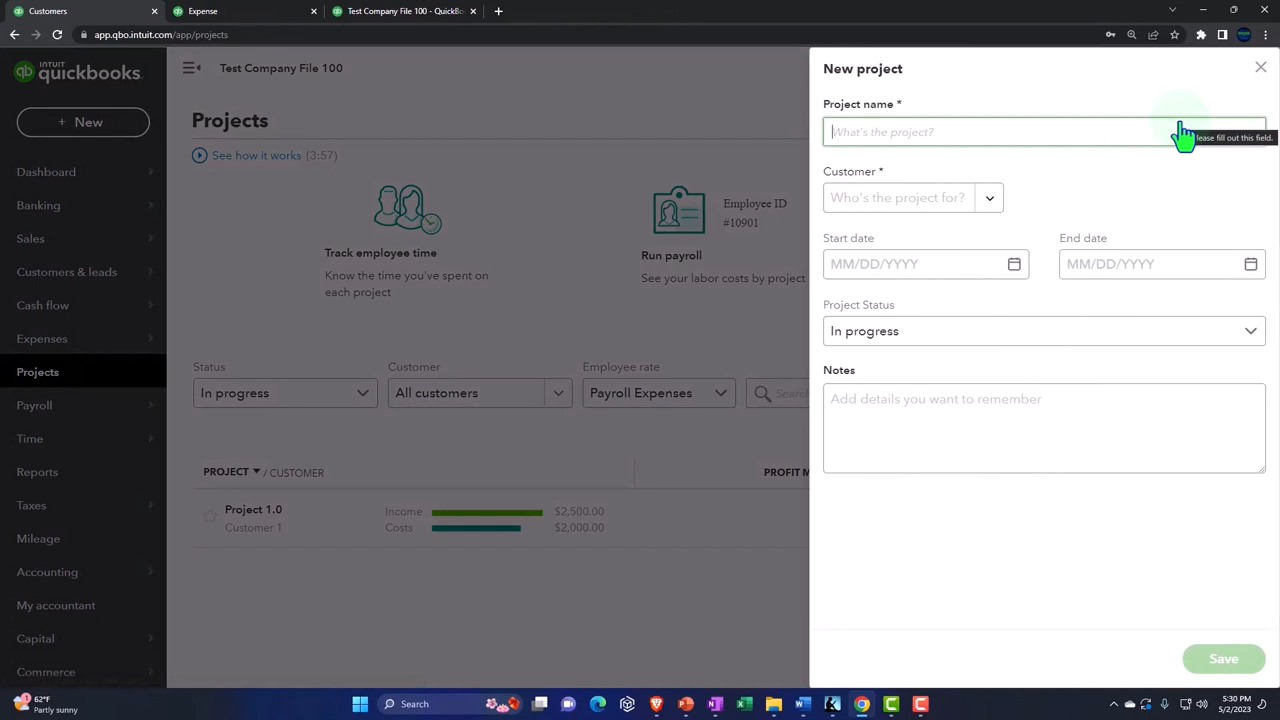 Customers
Expense
Test Company File 100 - QuickBo
app.qbo.intuit.com/app/projects
INTUIT
quickbooks.
Test Company File 100
New project
+ New
Projects
See how it works (3:57)
Project name *
What's the project?
lease fill out this field.
Customer *
Who's the project for?
Dashboard
Banking
Sales
Customers & leads
Cash flow
Expenses
Projects
Payroll
Time
Reports
Taxes
Mileage
Accounting
My accountant
Capital
Commerce
Track employee time
Know the time you've spent on
each project
Employee ID
#10901
Run payroll
See your labor costs by project
Start date
End date
MM/DD/YYYY
MM/DD/YYYY
Project Status
In progress
Notes
Add details you want to remember
Status
Customer
Employee rate
In progress
All customers
Payroll Expenses
Search
PROJECT / CUSTOMER
PROFIT M
Project 1.0
Customer 1
Income
$2,500.00
Costs
$2,000.00
Save
1
62°F
Partly sunny
Search
5:30 PM
5/2/2023